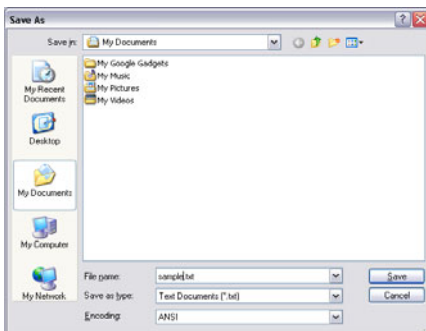 Save As
Save in: My Documents
My Google Gadgets
My Music
My Pictures
My Videos
My Recent
Documents
Desktop
My Documents
My Computer
My Network
File name: sample.txt Save
Save as type: Text Documents (*.txt) Cancel
Encoding: ANSI